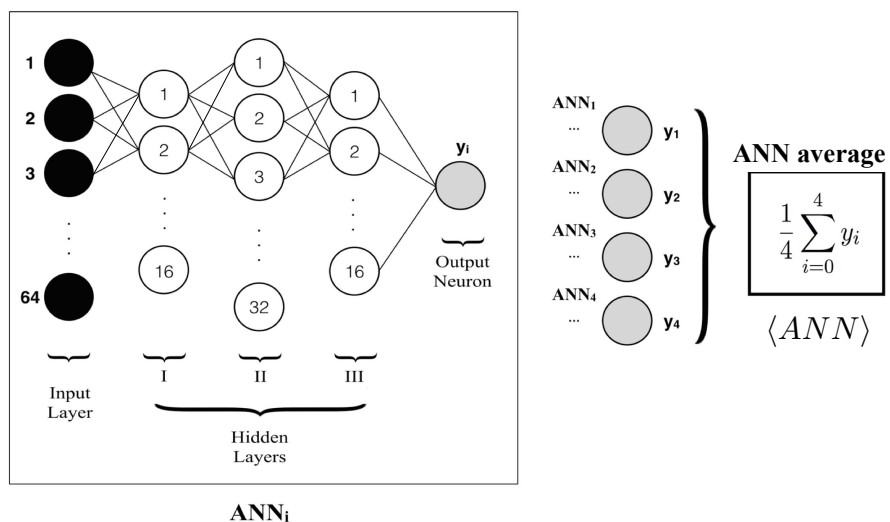 1
2
3
64
1
2
16
1
2
3
32
1
2
16
yᵢ
Output
Neuron
I
II
III
Input
Layer
Hidden
Layers
ANNᵢ
ANN₁
...
y₁
ANN₂
...
y₂
ANN₃
...
y₃
ANN₄
...
y₄
ANN average
1/4 ∑_{i=0}^{4} yᵢ
⟨ANN⟩